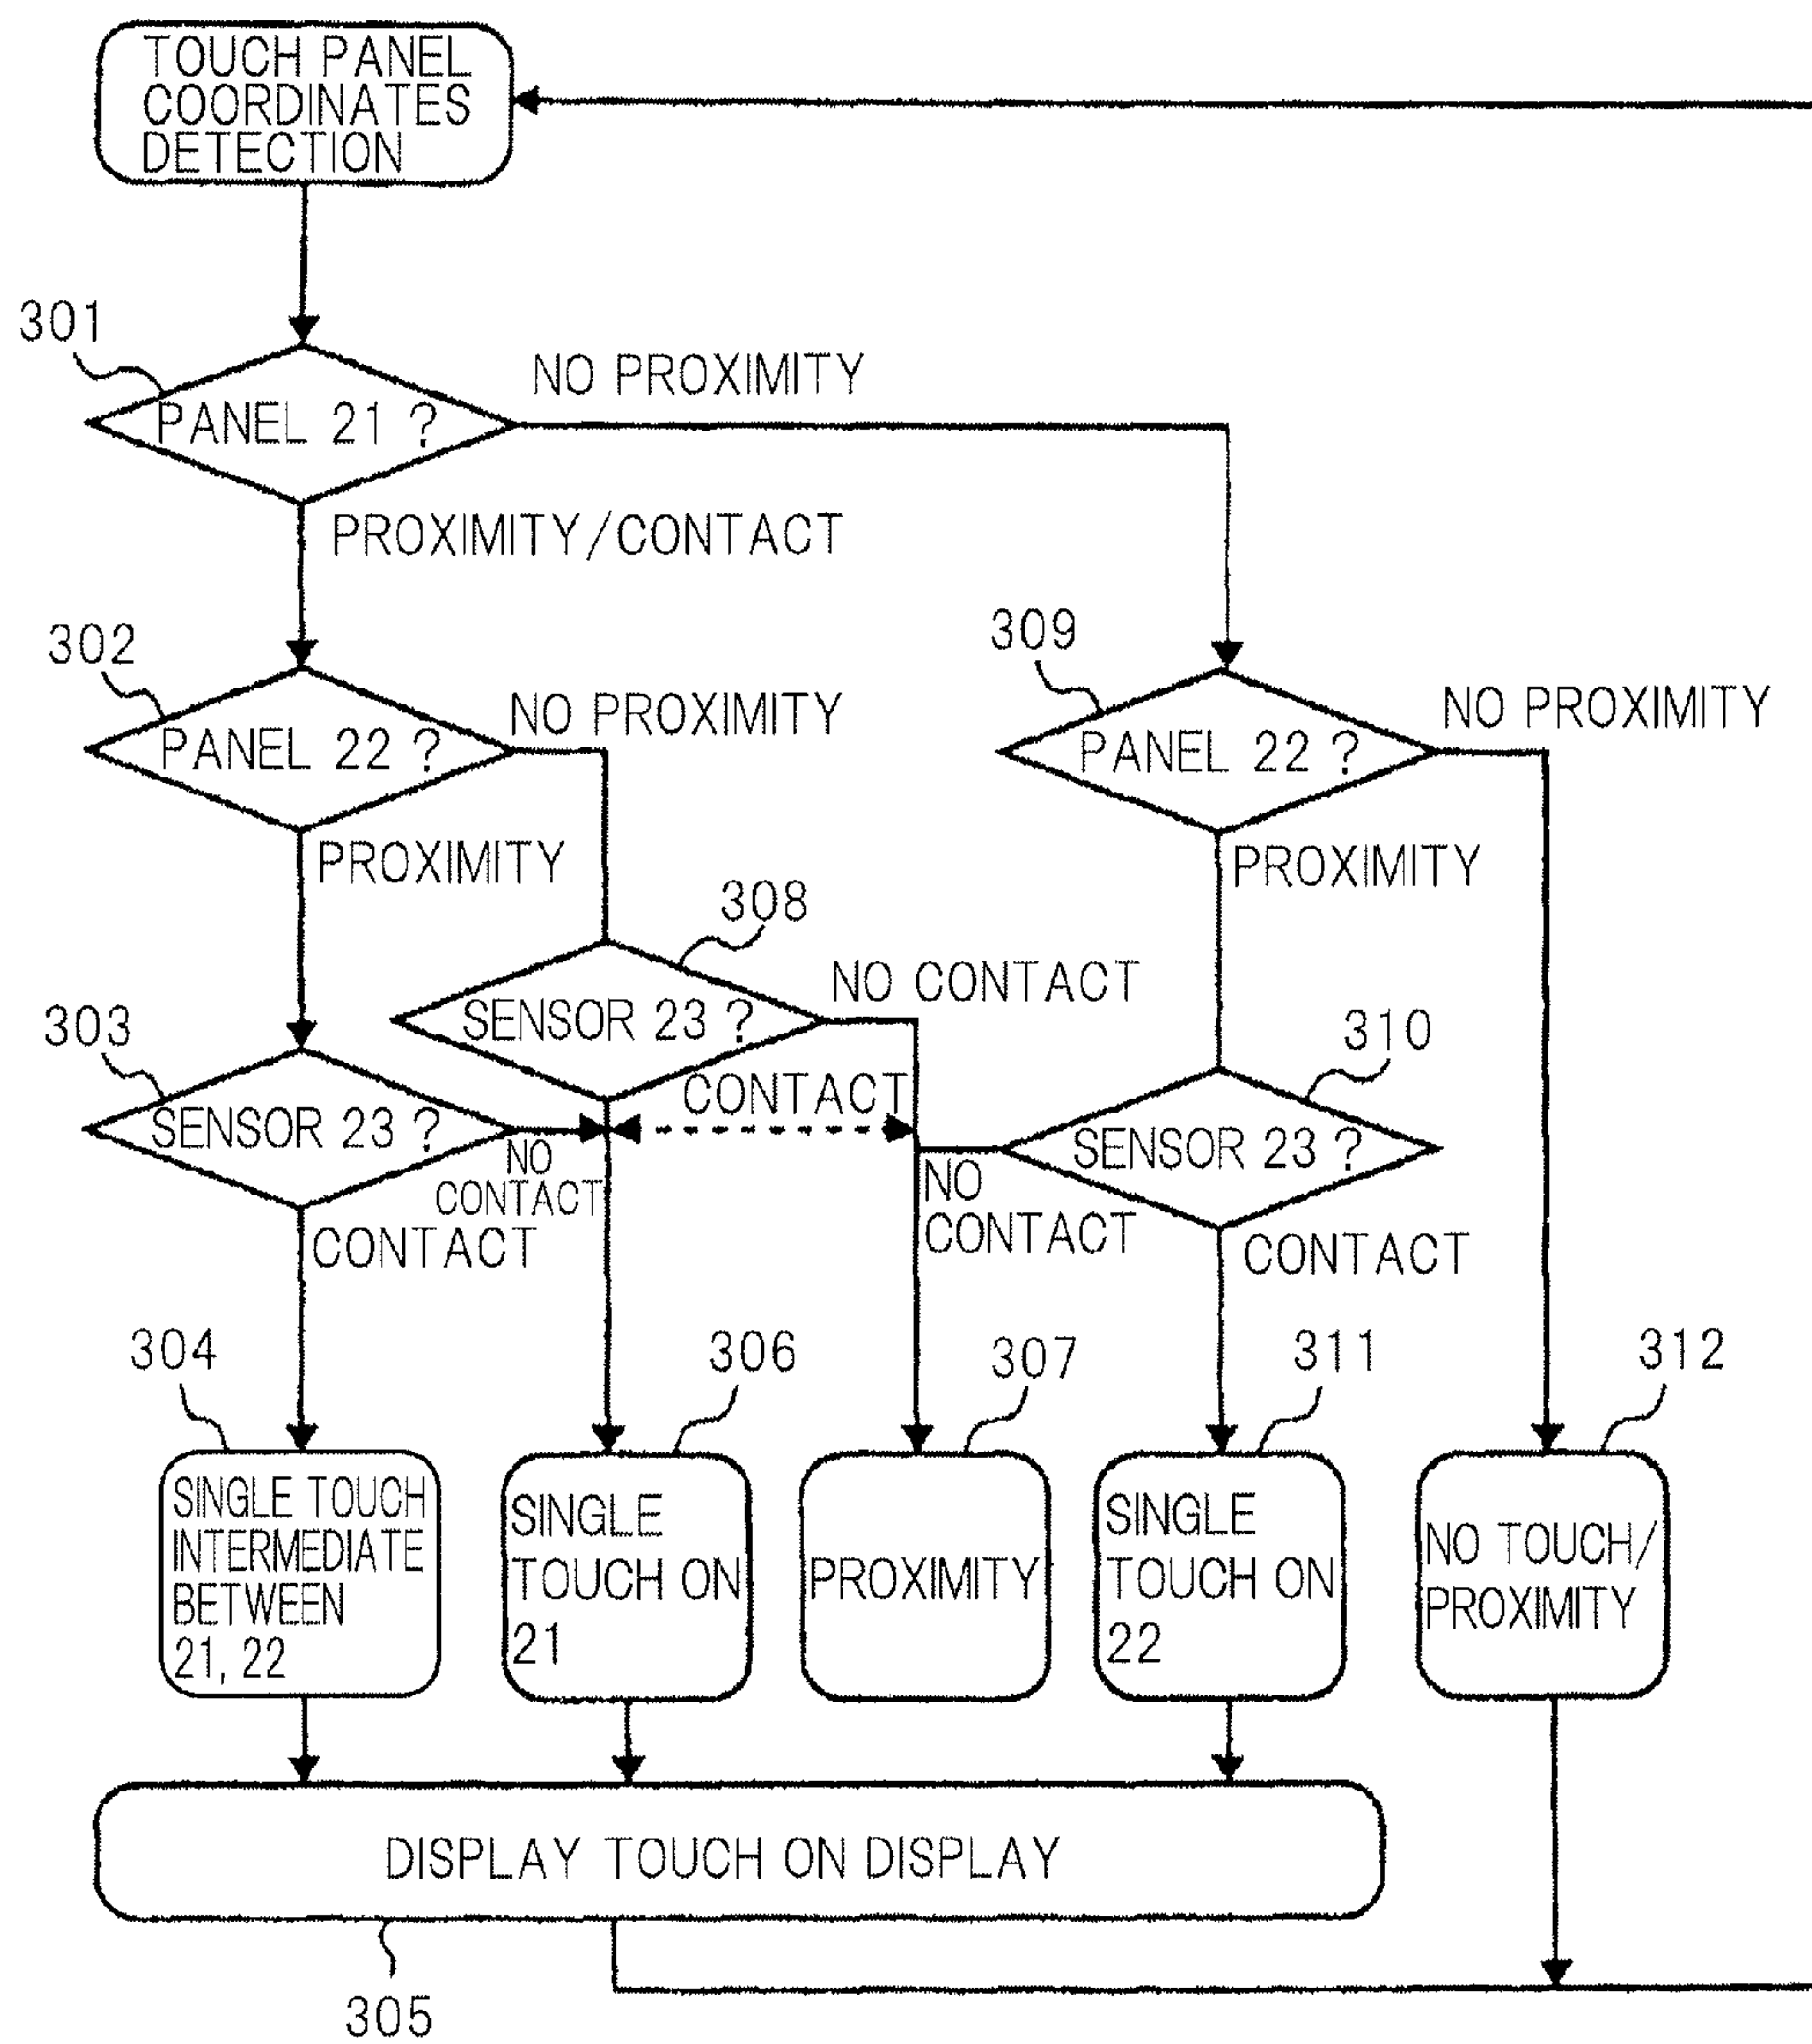 TOUCH PANEL
COORDINATES
DETECTION
301
NO PROXIMITY
PANEL 21 ?
PROXIMITY/CONTACT
302
309
NO PROXIMITY
NO PROXIMITY
PANEL 22 ?
PANEL 22 ?
PROXIMITY
PROXIMITY
308
NO CONTACT
303
SENSOR 23 ?
310
CONTACT
SENSOR 23 ?
SENSOR 23 ?
NO
CONTACT
NO
CONTACT
CONTACT
CONTACT
304
306
307
311
312
SINGLE TOUCH
INTERMEDIATE
BETWEEN
21, 22
SINGLE
TOUCH ON
21
PROXIMITY
SINGLE
TOUCH ON
22
NO TOUCH/
PROXIMITY
DISPLAY TOUCH ON DISPLAY
305